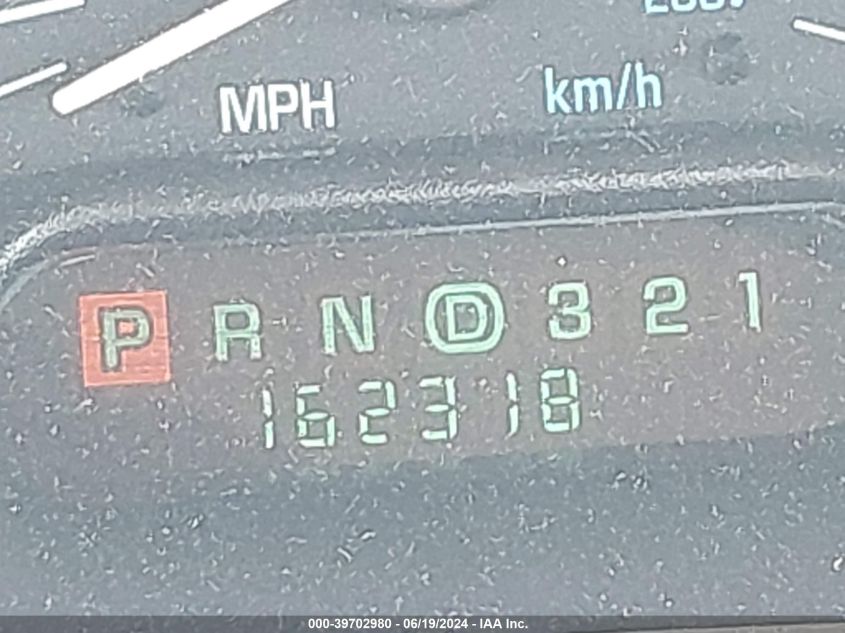 MPH km/h
P R N D 3 2 1
162318
000-39702980 - 06/19/2024 - IAA Inc.